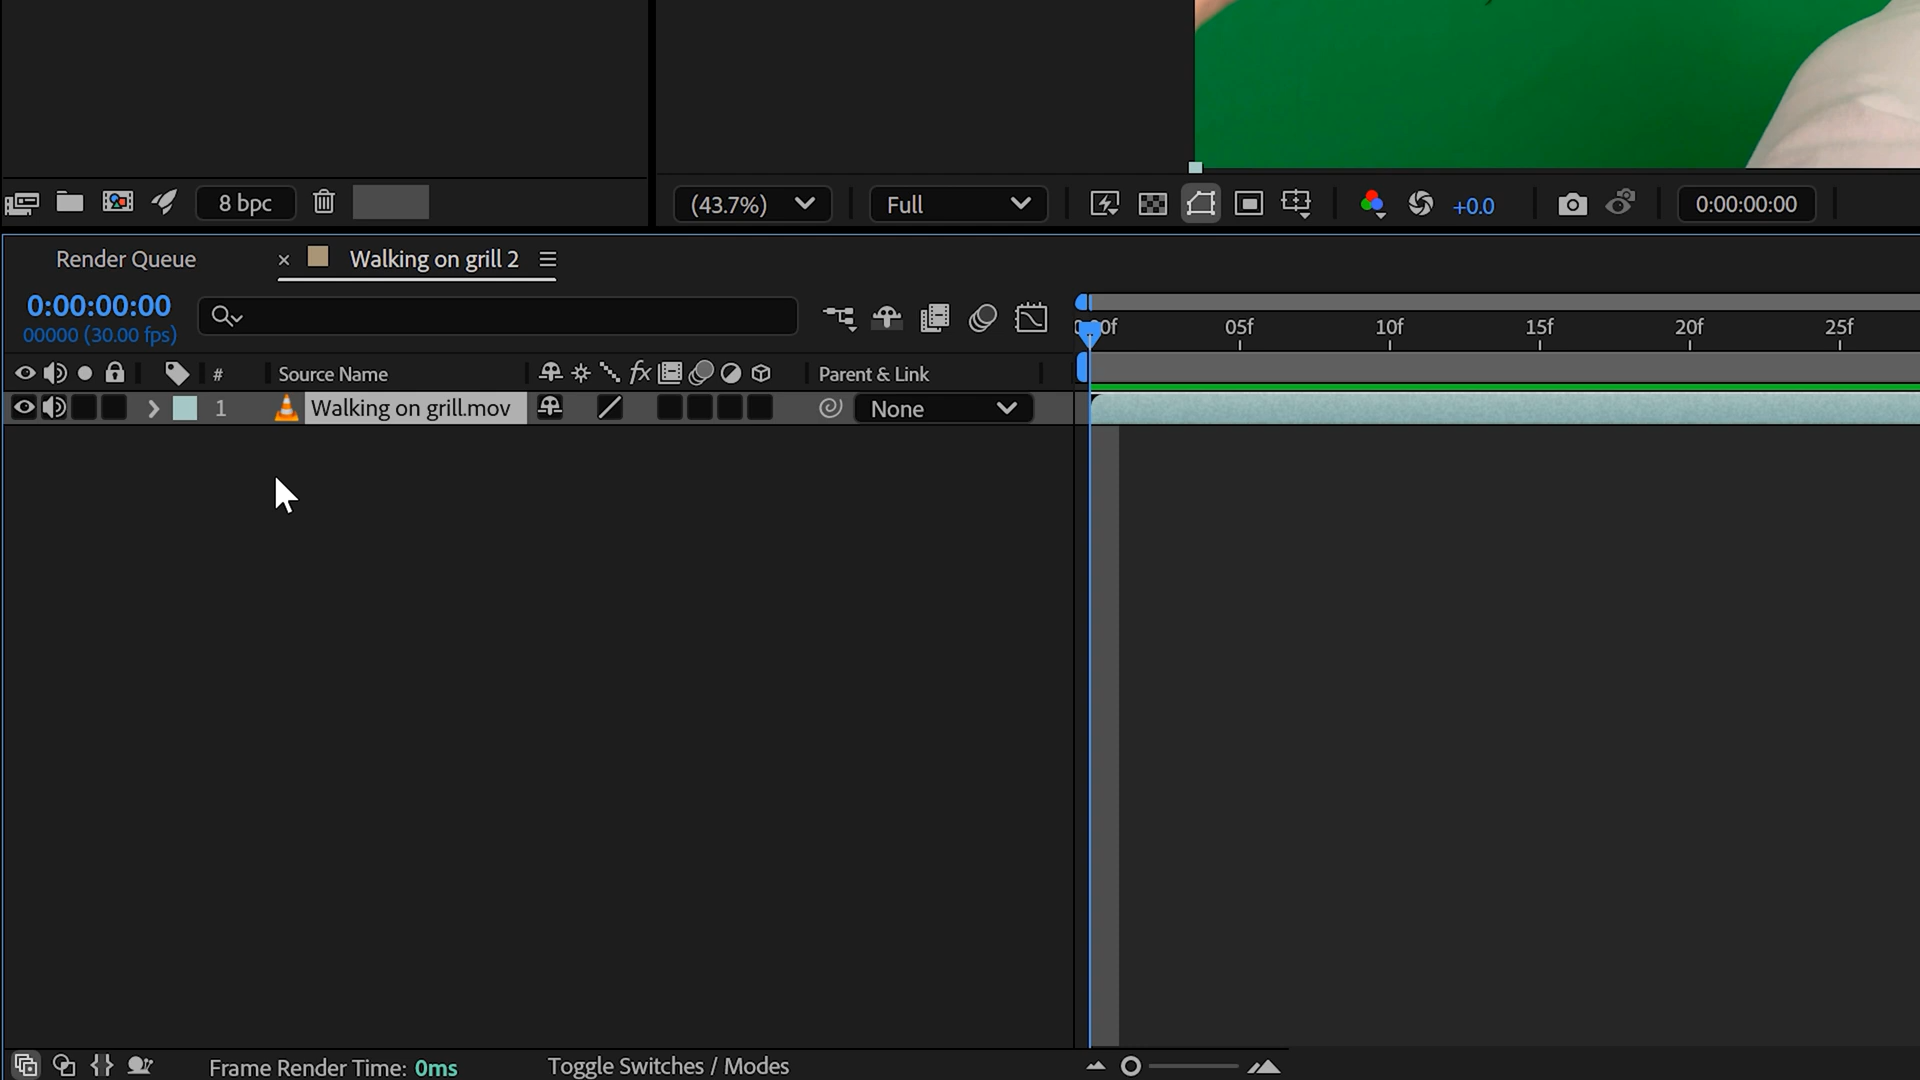 8 bpc
(43.7%)
Full
+0.0
0:00:00:00
Render Queue
× Walking on grill 2
0:00:00:00
00000 (30.00 fps)
05f 10f 15f 20f 25f
# Source Name fx Parent & Link
1 Walking on grill.mov None
Frame Render Time: 0ms
Toggle Switches / Modes